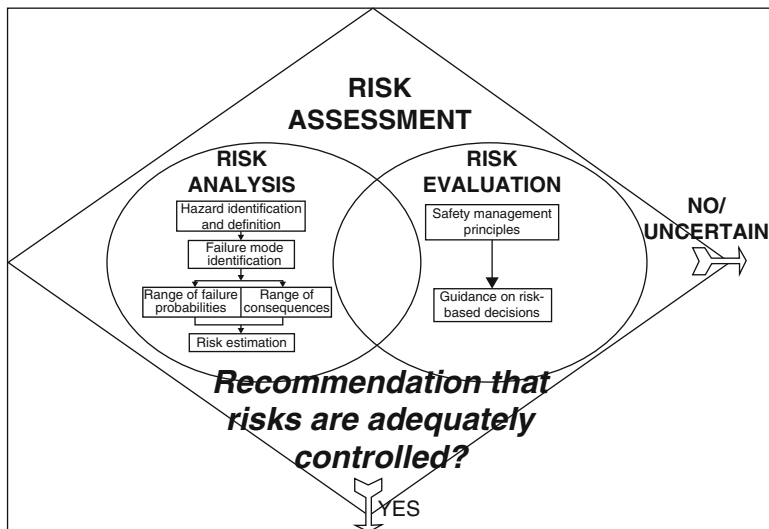 RISK
ASSESSMENT
RISK
ANALYSIS
Hazard identification
and definition
Failure mode
identification
Range of failure
probabilities
Range of
consequences
Risk estimation
RISK
EVALUATION
Safety management
principles
Guidance on risk-
based decisions
NO/
UNCERTAIN
Recommendation that
risks are adequately
controlled?
YES